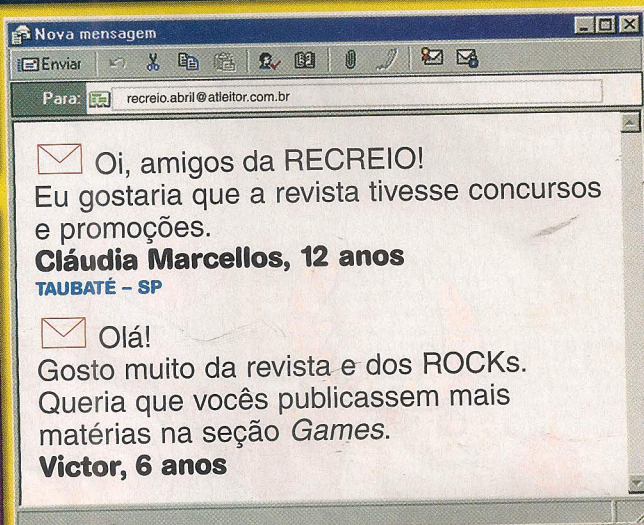 Nova mensagem
Enviar
Para: recreio.abril@atleitor.com.br
Oi, amigos da RECREIO!
Eu gostaria que a revista tivesse concursos
e promoções.
Cláudia Marcellos, 12 anos
TAUBATÉ – SP
Olá!
Gosto muito da revista e dos ROCKs.
Queria que vocês publicassem mais
matérias na seção Games.
Victor, 6 anos